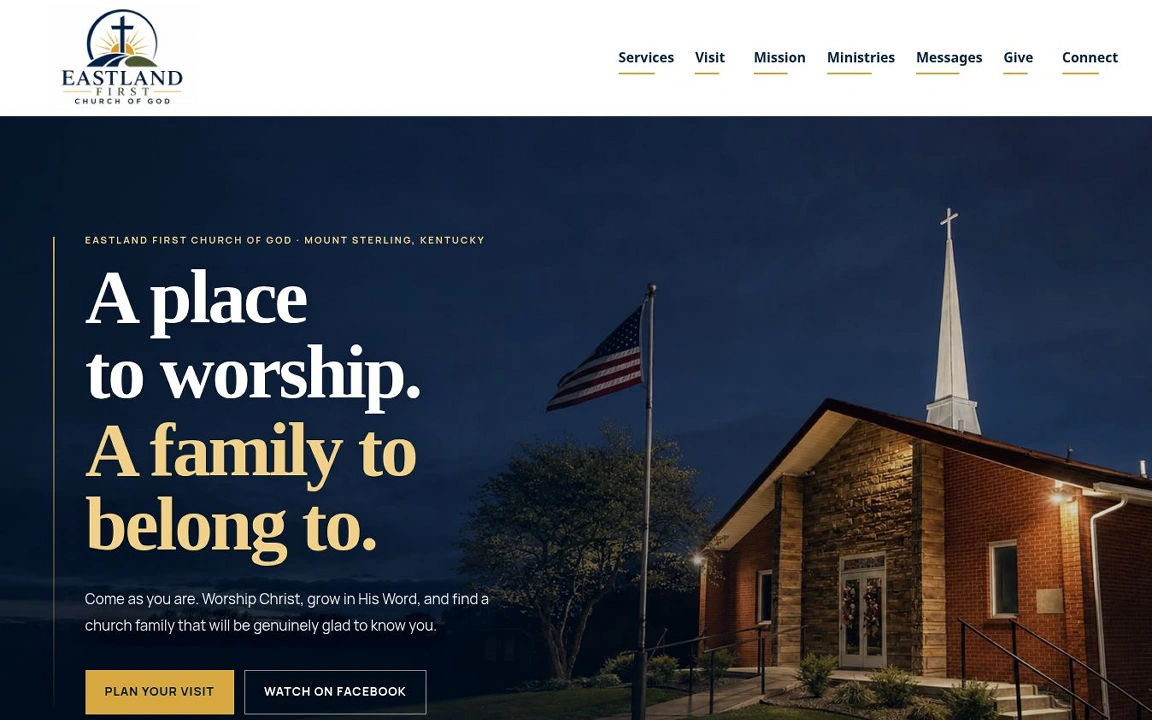 EASTLAND
FIRST
CHURCH OF GOD
Services Visit Mission Ministries Messages Give Connect
EASTLAND FIRST CHURCH OF GOD · MOUNT STERLING, KENTUCKY
A place
to worship.
A family to
belong to.
Come as you are. Worship Christ, grow in His Word, and find a
church family that will be genuinely glad to know you.
PLAN YOUR VISIT WATCH ON FACEBOOK